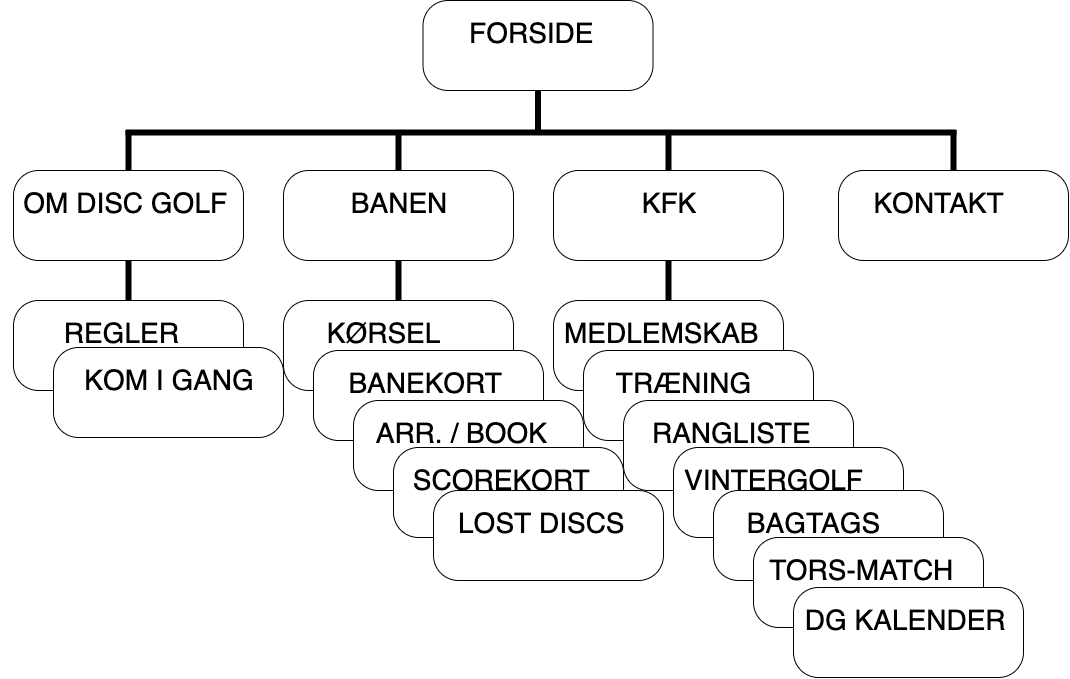 FORSIDE
OM DISC GOLF
BANEN
KFK
KONTAKT
REGLER
KOM I GANG
KØRSEL
BANEKORT
ARR. / BOOK
SCOREKORT
LOST DISCS
MEDLEMSKAB
TRÆNING
RANGLISTE
VINTERGOLF
BAGTAGS
TORS-MATCH
DG KALENDER